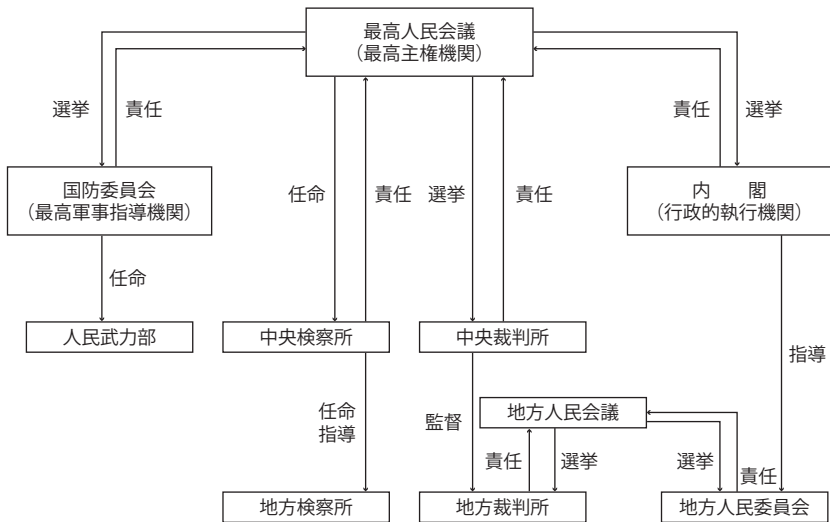 最高人民会議
（最高主権機関）
選挙
責任
責任
選挙
国防委員会
（最高軍事指導機関）
任命
責任
選挙
責任
内　　閣
（行政的執行機関）
任命
人民武力部
中央検察所
中央裁判所
指導
任命
指導
監督
地方人民会議
責任
選挙
選挙
責任
地方検察所
地方裁判所
地方人民委員会